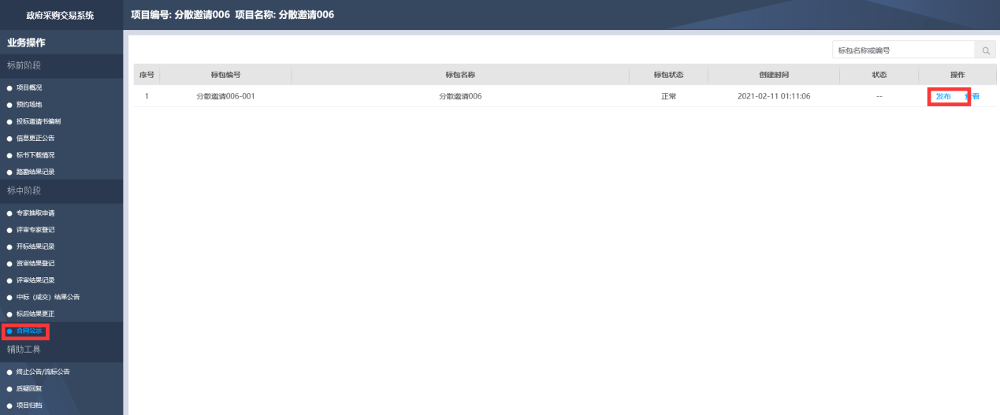 政府采购交易系统
项目编号: 分散邀请006 项目名称: 分散邀请006
业务操作
标前阶段
项目概况
预约场地
投标邀请书编制
信息更正公告
标书下载情况
踏勘结果记录
标中阶段
专家抽取申请
评审专家登记
开标结果记录
资审结果登记
评审结果记录
中标（成交）结果公告
标后结果更正
合同公示
辅助工具
终止公告/流标公告
质疑回复
项目归档
标包名称或编号
序号 标包编号 标包名称 标包状态 创建时间 状态 操作
1 分散邀请006-001 分散邀请006 正常 2021-02-11 01:11:06 -- 发布 查看